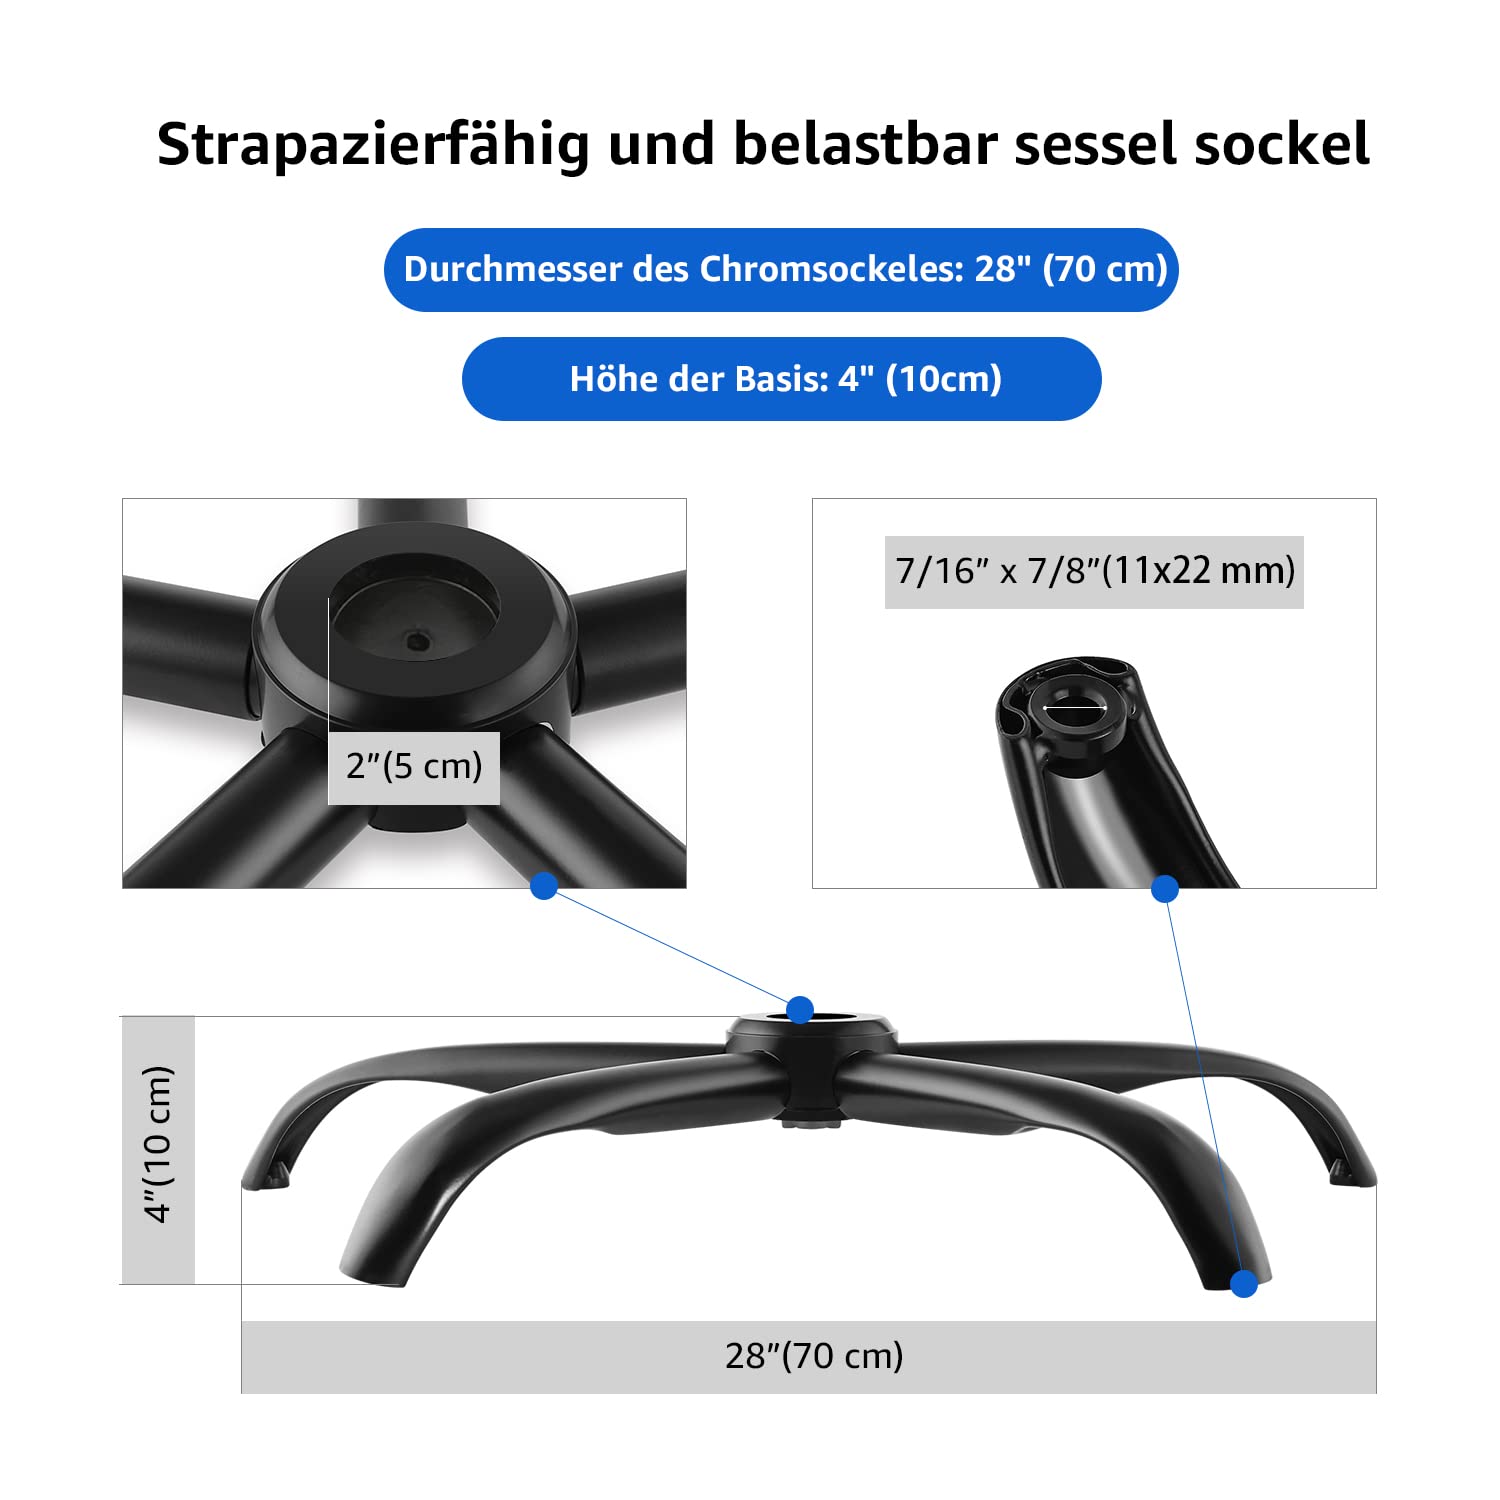 Strapazierfähig und belastbar sessel sockel
Durchmesser des Chromsockeles: 28" (70 cm)
Höhe der Basis: 4" (10cm)
2”(5 cm)
7/16” x 7/8”(11x22 mm)
4”(10 cm)
28”(70 cm)